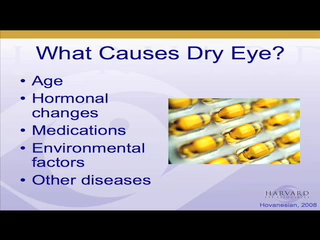 What Causes Dry Eye?
• Age
• Hormonal
changes
• Medications
• Environmental
factors
• Other diseases
HARVARD
Hovanesian, 2008